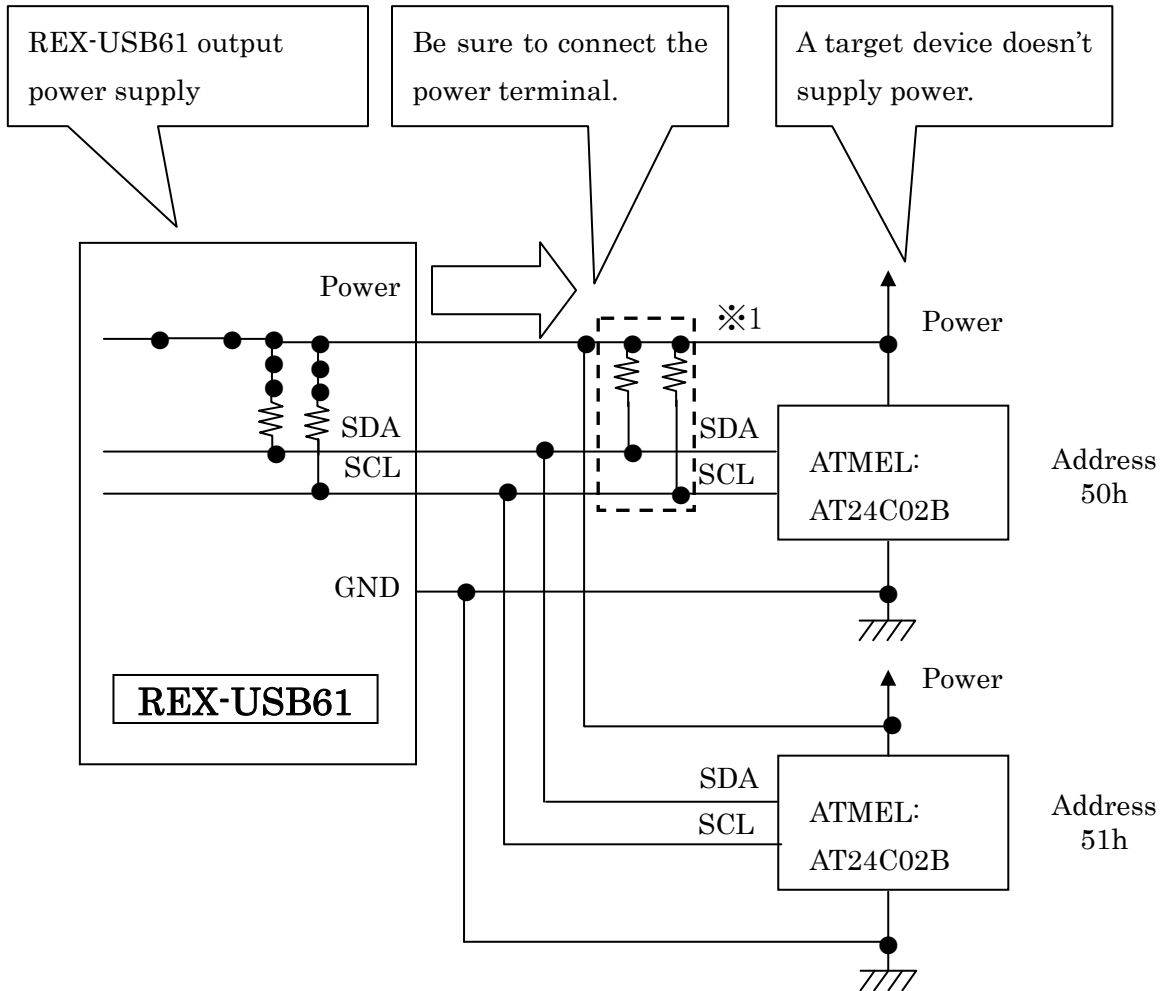 REX-USB61 output
power supply
Be sure to connect the
power terminal.
A target device doesn't
supply power.
Power
※1
Power
SDA
SCL
SDA
SCL
ATMEL:
AT24C02B
Address
50h
GND
REX-USB61
Power
SDA
SCL
ATMEL:
AT24C02B
Address
51h